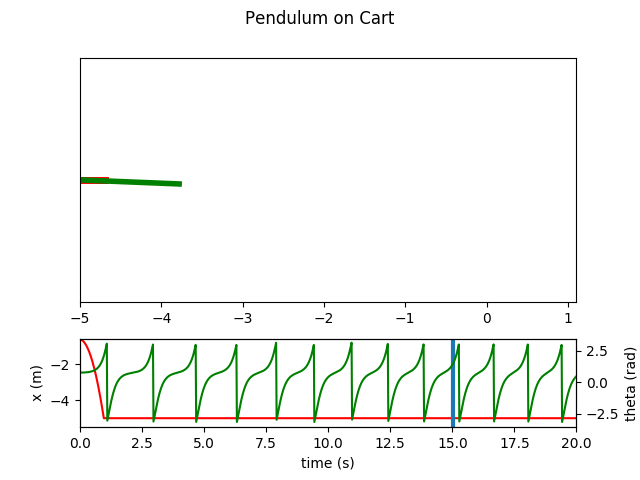 Pendulum on Cart
−5 −4 −3 −2 −1 0 1
−2
−4
x (m)
2.5
0.0
−2.5
theta (rad)
0.0 2.5 5.0 7.5 10.0 12.5 15.0 17.5 20.0
time (s)